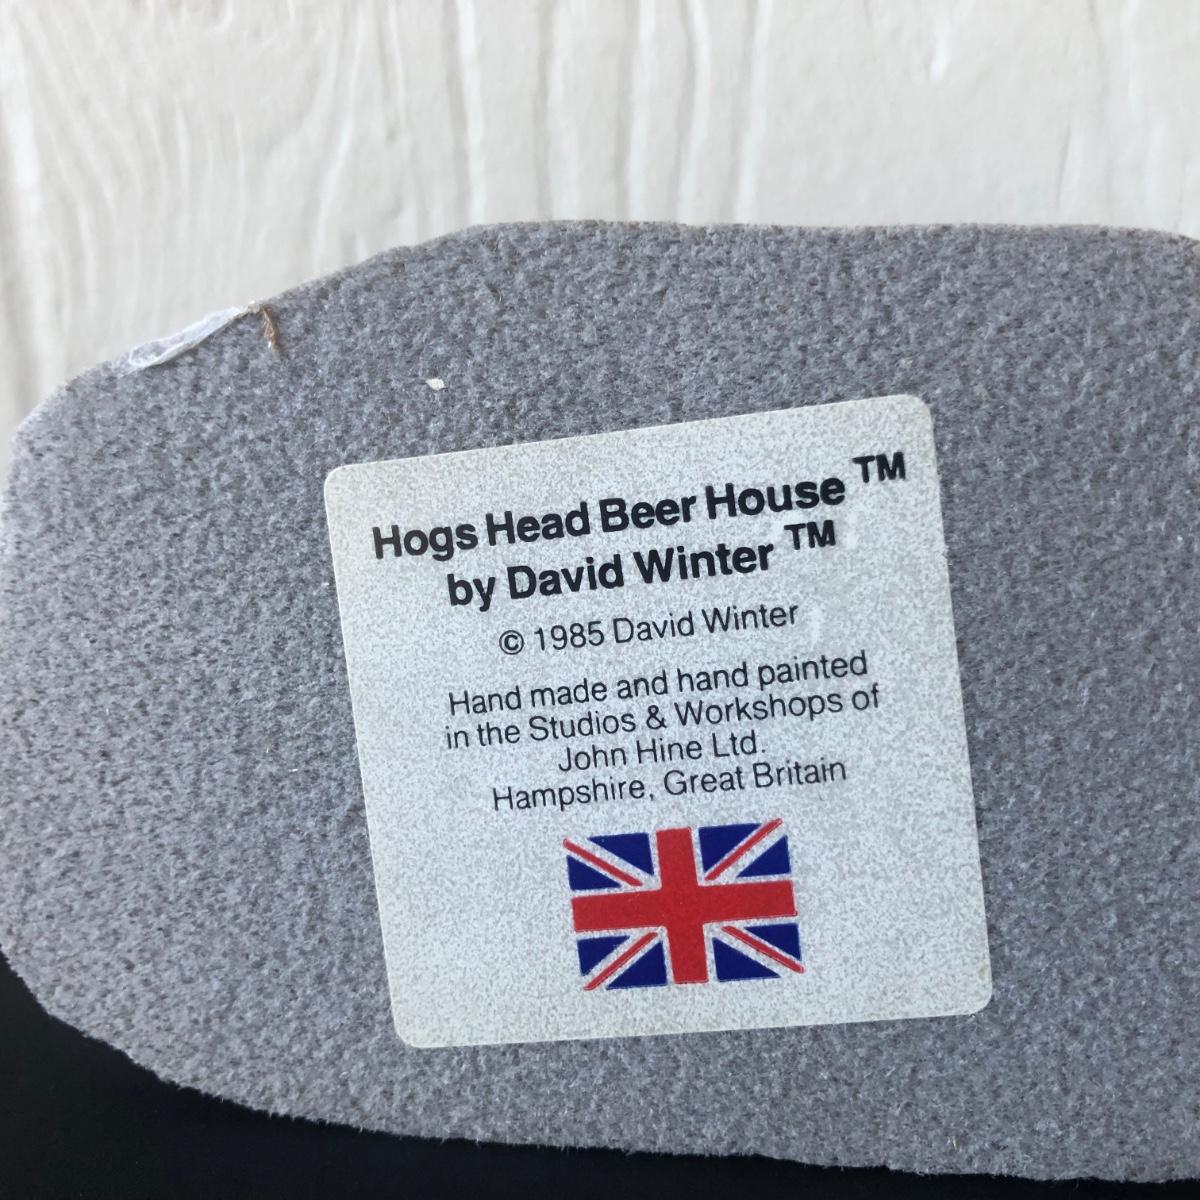 Hogs Head Beer House ™
by David Winter ™
© 1985 David Winter
Hand made and hand painted
in the Studios & Workshops of
John Hine Ltd.
Hampshire, Great Britain